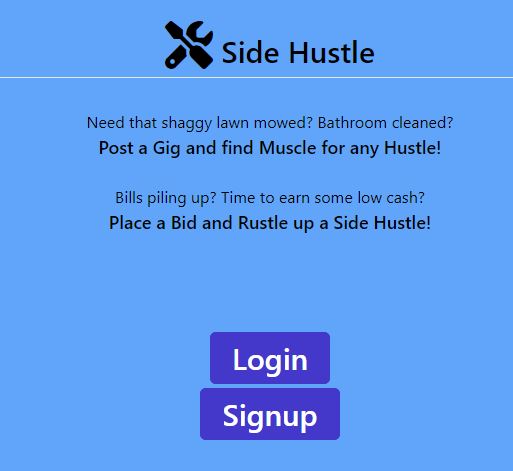 Side Hustle
Need that shaggy lawn mowed? Bathroom cleaned?
Post a Gig and find Muscle for any Hustle!
Bills piling up? Time to earn some low cash?
Place a Bid and Rustle up a Side Hustle!
Login
Signup